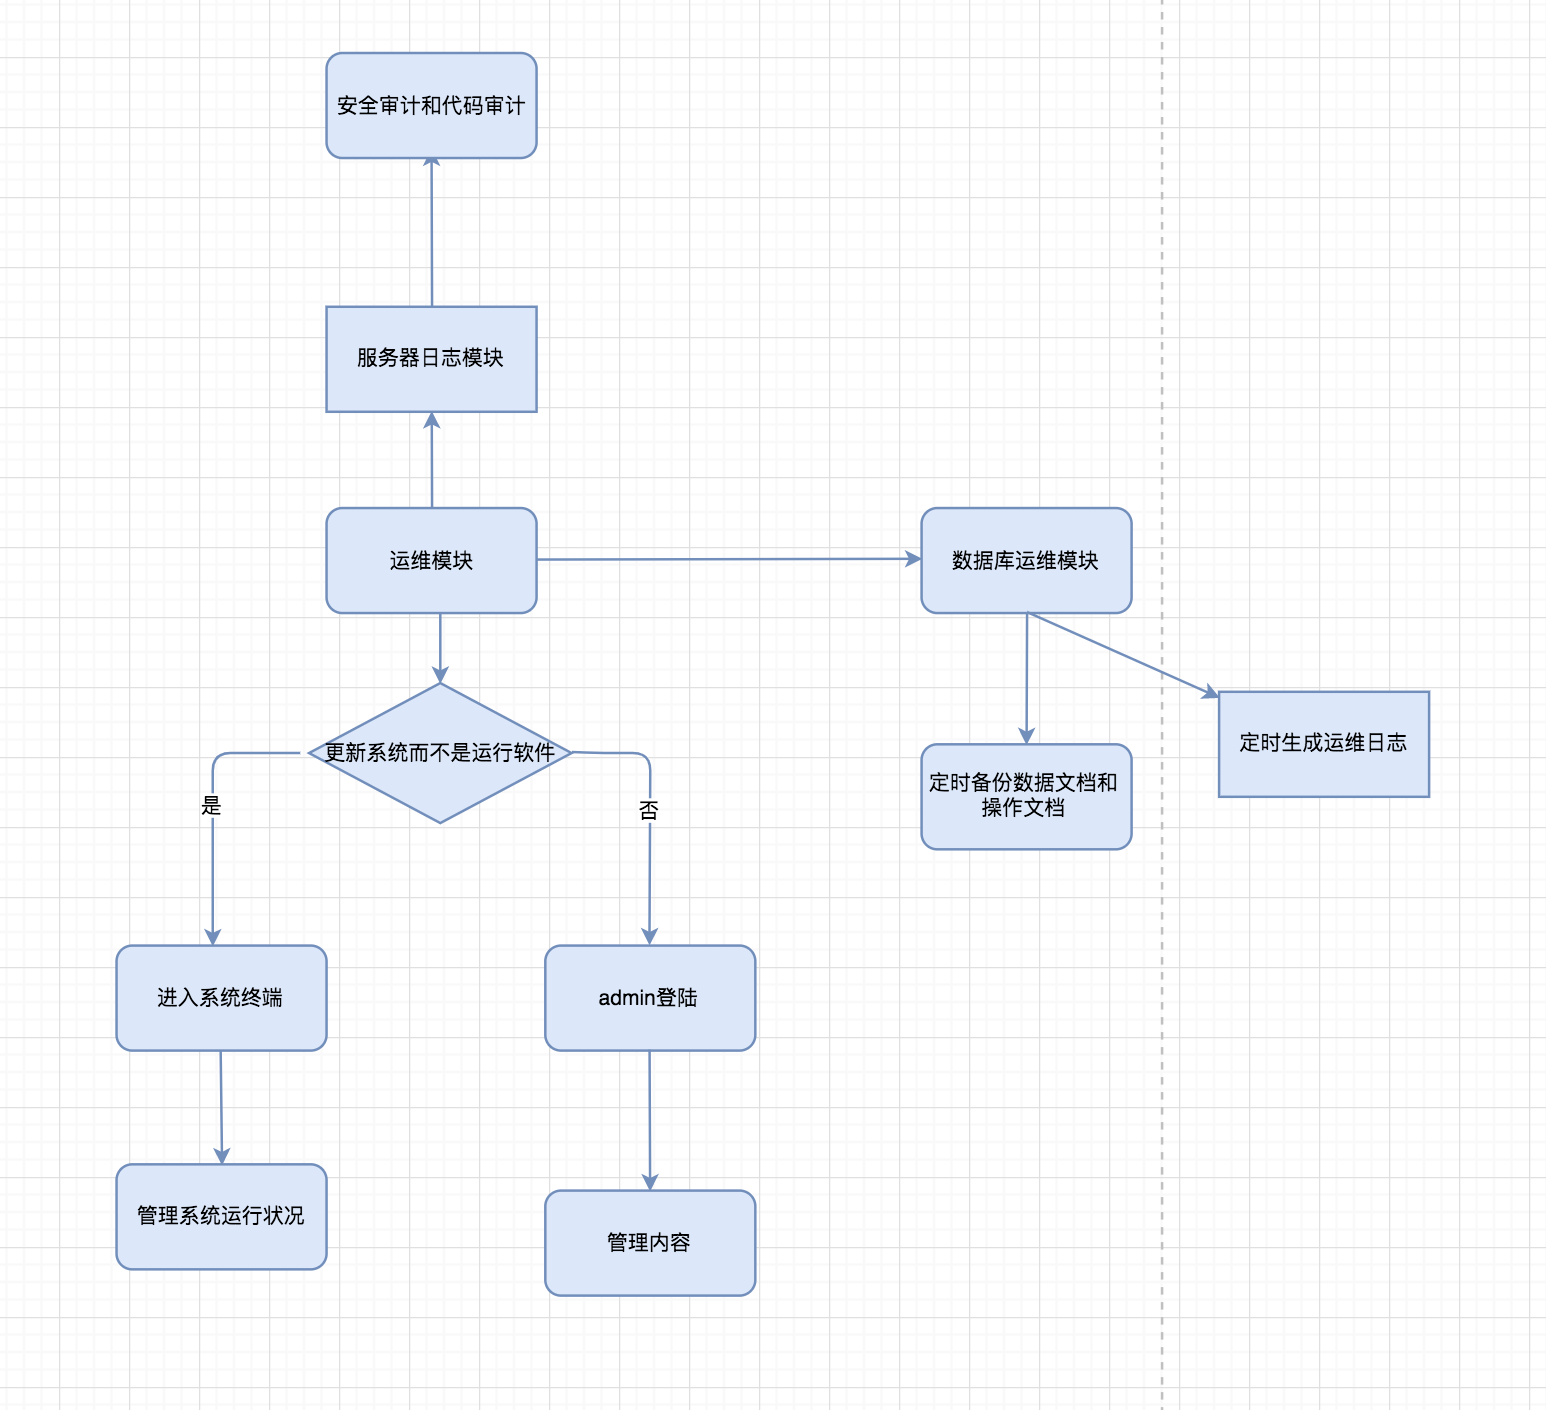 安全审计和代码审计
服务器日志模块
运维模块
数据库运维模块
更新系统而不是运行软件
定时生成运维日志
定时备份数据文档和
操作文档
是
否
进入系统终端
admin登陆
管理系统运行状况
管理内容